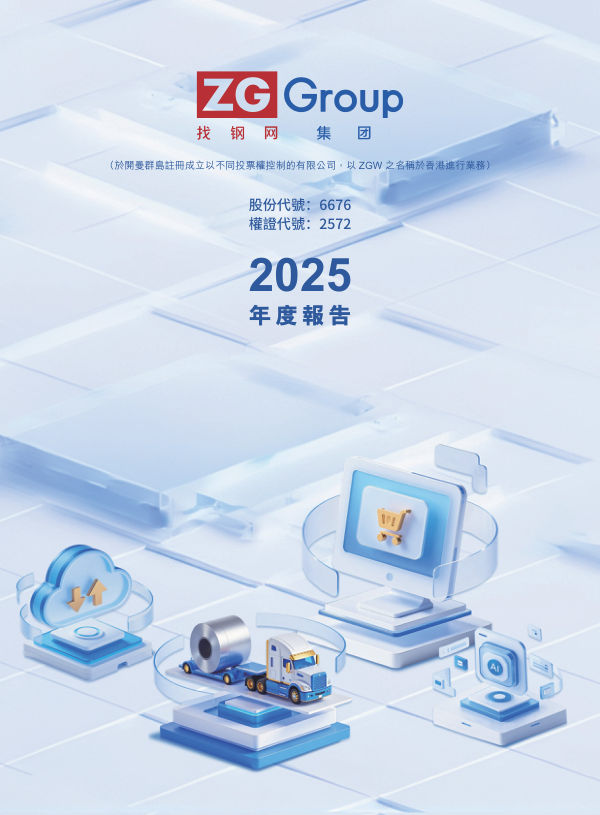 ZG Group
找钢网 集团
（於開曼群島註冊成立以不同投票權控制的有限公司，以 ZGW 之名稱於香港進行業務）
股份代號：6676
權證代號：2572
2025
年度報告
AI